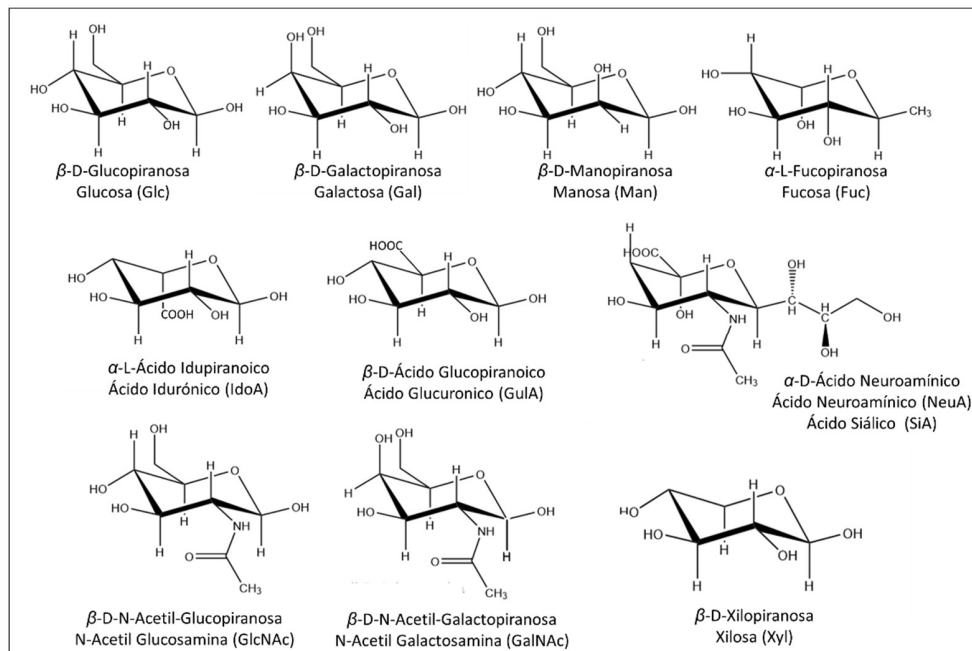 β-D-Glucopiranosa
Glucosa (Glc)
β-D-Galactopiranosa
Galactosa (Gal)
β-D-Manopiranosa
Manosa (Man)
α-L-Fucopiranosa
Fucosa (Fuc)
α-L-Ácido Idupiranoico
Ácido Idurónico (IdoA)
β-D-Ácido Glucopiranoico
Ácido Glucuronico (GulA)
α-D-Ácido Neuroamínico
Ácido Neuroamínico (NeuA)
Ácido Siálico (SiA)
β-D-N-Acetil-Glucopiranosa
N-Acetil Glucosamina (GlcNAc)
β-D-N-Acetil-Galactopiranosa
N-Acetil Galactosamina (GalNAc)
β-D-Xilopiranosa
Xilosa (Xyl)